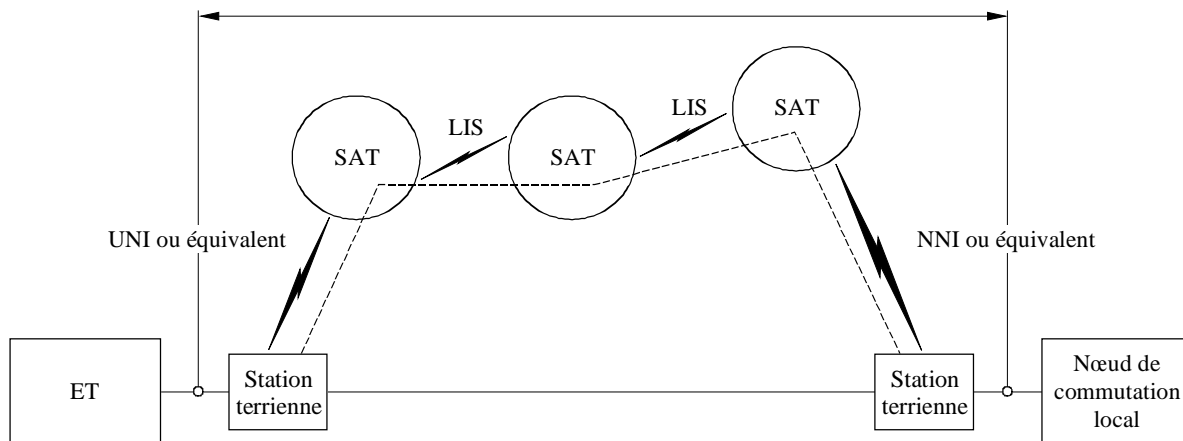 SAT
LIS
LIS
SAT
SAT
UNI ou équivalent
NNI ou équivalent
ET
Station
terrienne
Station
terrienne
Nœud de
commutation
local